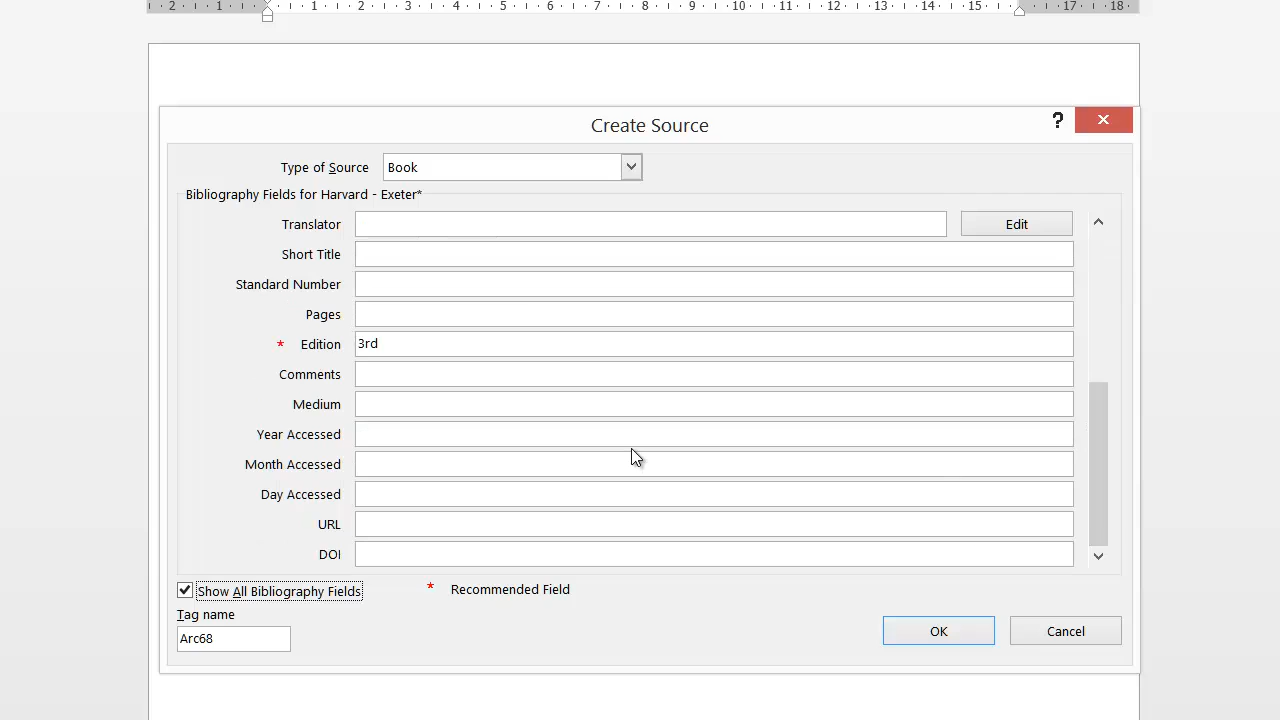 2 1 1 2 3 4 5 6 7 8 9 10 11 12 13 14 15 17 18
Create Source
?
Type of Source Book
Bibliography Fields for Harvard - Exeter*
Translator Edit
Short Title
Standard Number
Pages
* Edition 3rd
Comments
Medium
Year Accessed
Month Accessed
Day Accessed
URL
DOI
Show All Bibliography Fields * Recommended Field
Tag name
Arc68
OK Cancel